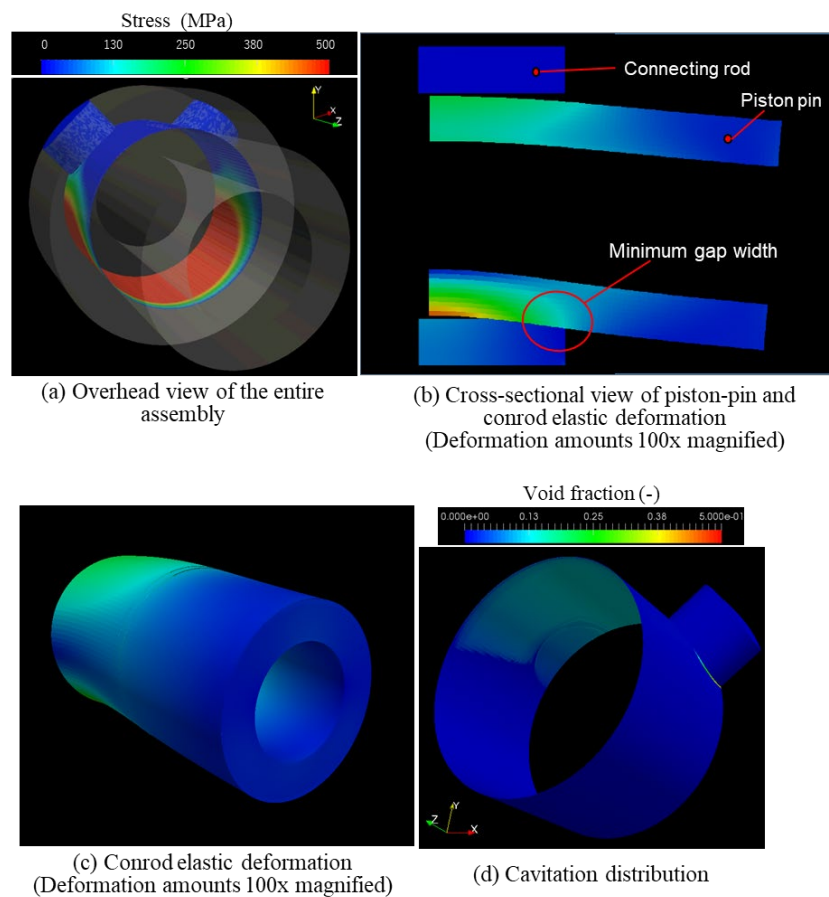 Stress (MPa)
0 130 250 380 500
Y
X
Z
(a) Overhead view of the entire
assembly
Connecting rod
Piston pin
Minimum gap width
(b) Cross-sectional view of piston-pin and
conrod elastic deformation
(Deformation amounts 100x magnified)
(c) Conrod elastic deformation
(Deformation amounts 100x magnified)
Void fraction (-)
0.000e+00 0.13 0.25 0.38 5.000e-01
Y
Z
X
(d) Cavitation distribution